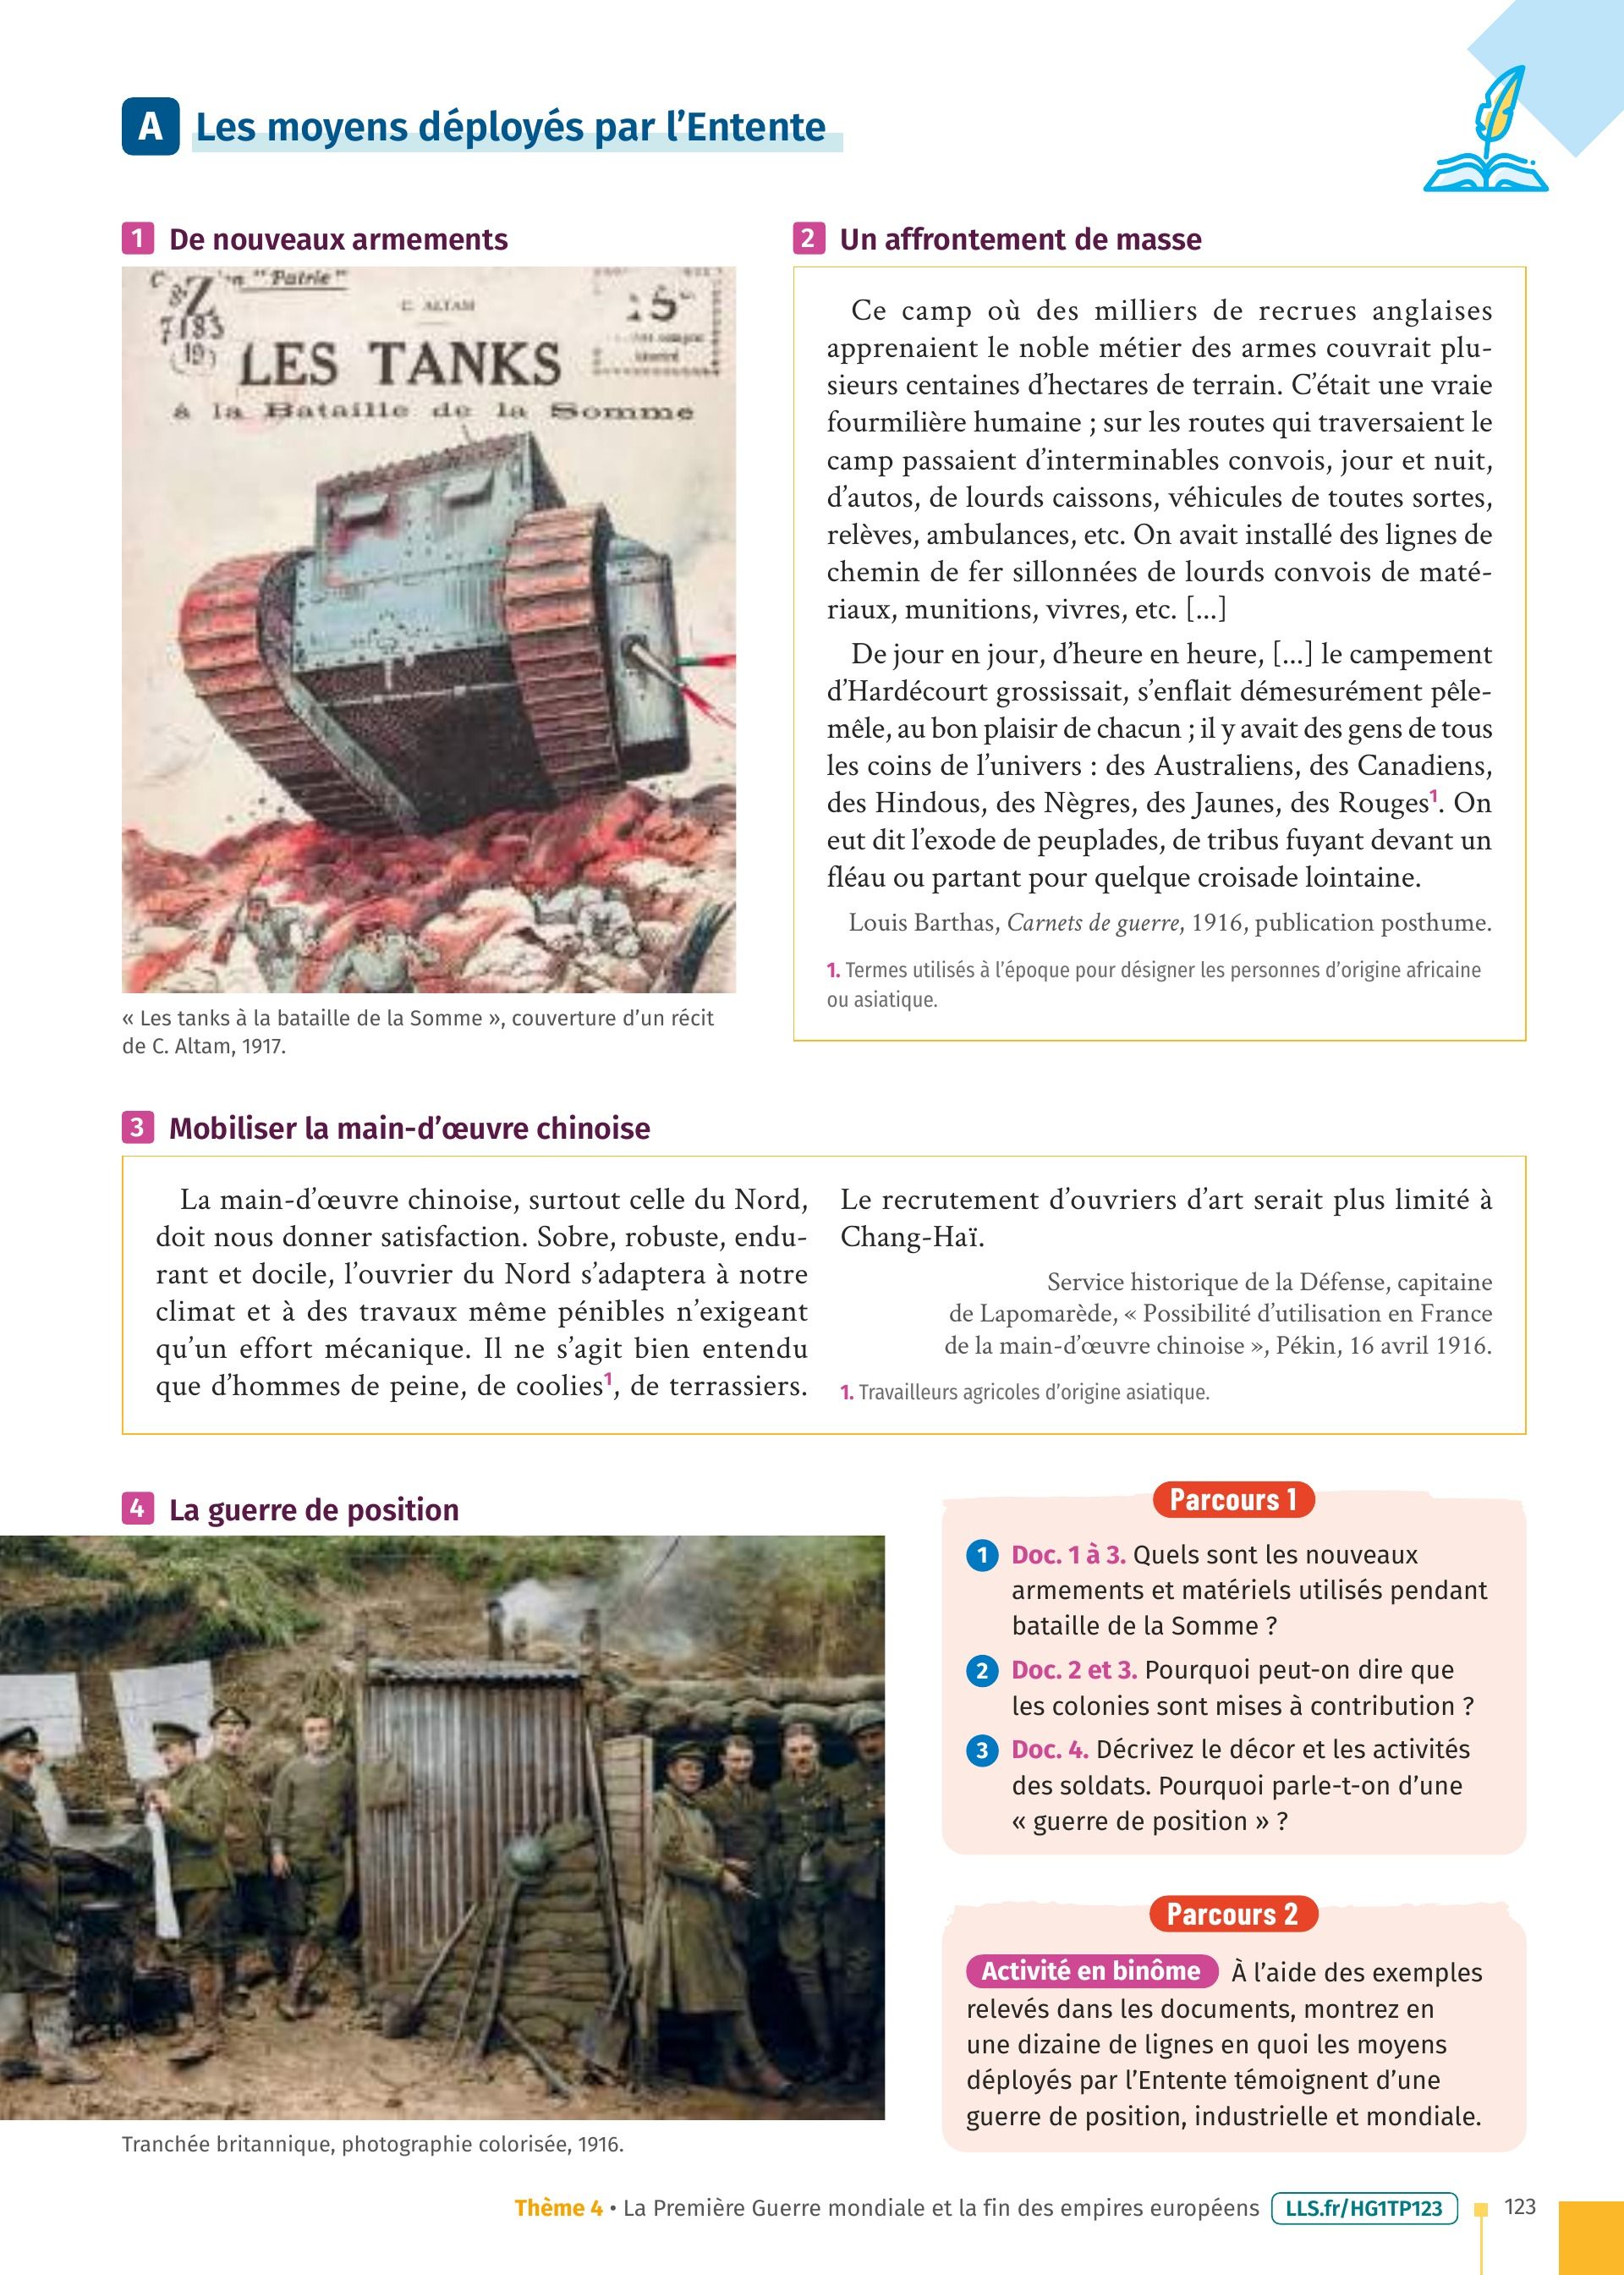 A Les moyens déployés par l'Entente
1 De nouveaux armements
"Patrie"
Z
7183
(19)
C. ALTAM
LES TANKS
à la Bataille de la Somme
« Les tanks à la bataille de la Somme », couverture d'un récit
de C. Altam, 1917.
2 Un affrontement de masse
Ce camp où des milliers de recrues anglaises
apprenaient le noble métier des armes couvrait plu-
sieurs centaines d'hectares de terrain. C'était une vraie
fourmilière humaine ; sur les routes qui traversaient le
camp passaient d'interminables convois, jour et nuit,
d'autos, de lourds caissons, véhicules de toutes sortes,
relèves, ambulances, etc. On avait installé des lignes de
chemin de fer sillonnées de lourds convois de maté-
riaux, munitions, vivres, etc. [...]
De jour en jour, d'heure en heure, [...] le campement
d'Hardécourt grossissait, s'enflait démesurément pêle-
mêle, au bon plaisir de chacun ; il y avait des gens de tous
les coins de l'univers : des Australiens, des Canadiens,
des Hindous, des Nègres, des Jaunes, des Rouges1. On
eut dit l'exode de peuplades, de tribus fuyant devant un
fléau ou partant pour quelque croisade lointaine.
Louis Barthas, Carnets de guerre, 1916, publication posthume.
1. Termes utilisés à l'époque pour désigner les personnes d'origine africaine
ou asiatique.
3 Mobiliser la main-d'œuvre chinoise
La main-d'œuvre chinoise, surtout celle du Nord,
doit nous donner satisfaction. Sobre, robuste, endu-
rant et docile, l'ouvrier du Nord s'adaptera à notre
climat et à des travaux même pénibles n'exigeant
qu'un effort mécanique. Il ne s'agit bien entendu
que d'hommes de peine, de coolies1, de terrassiers.
Le recrutement d'ouvriers d'art serait plus limité à
Chang-Haï.
Service historique de la Défense, capitaine
de Lapomarède, « Possibilité d'utilisation en France
de la main-d'œuvre chinoise », Pékin, 16 avril 1916.
1. Travailleurs agricoles d'origine asiatique.
4 La guerre de position
Tranchée britannique, photographie colorisée, 1916.
Parcours 1
1 Doc. 1 à 3. Quels sont les nouveaux
armements et matériels utilisés pendant
bataille de la Somme ?
2 Doc. 2 et 3. Pourquoi peut-on dire que
les colonies sont mises à contribution ?
3 Doc. 4. Décrivez le décor et les activités
des soldats. Pourquoi parle-t-on d'une
« guerre de position » ?
Parcours 2
Activité en binôme À l'aide des exemples
relevés dans les documents, montrez en
une dizaine de lignes en quoi les moyens
déployés par l'Entente témoignent d'une
guerre de position, industrielle et mondiale.
Thème 4 • La Première Guerre mondiale et la fin des empires européens LLS.fr/HG1TP123 123